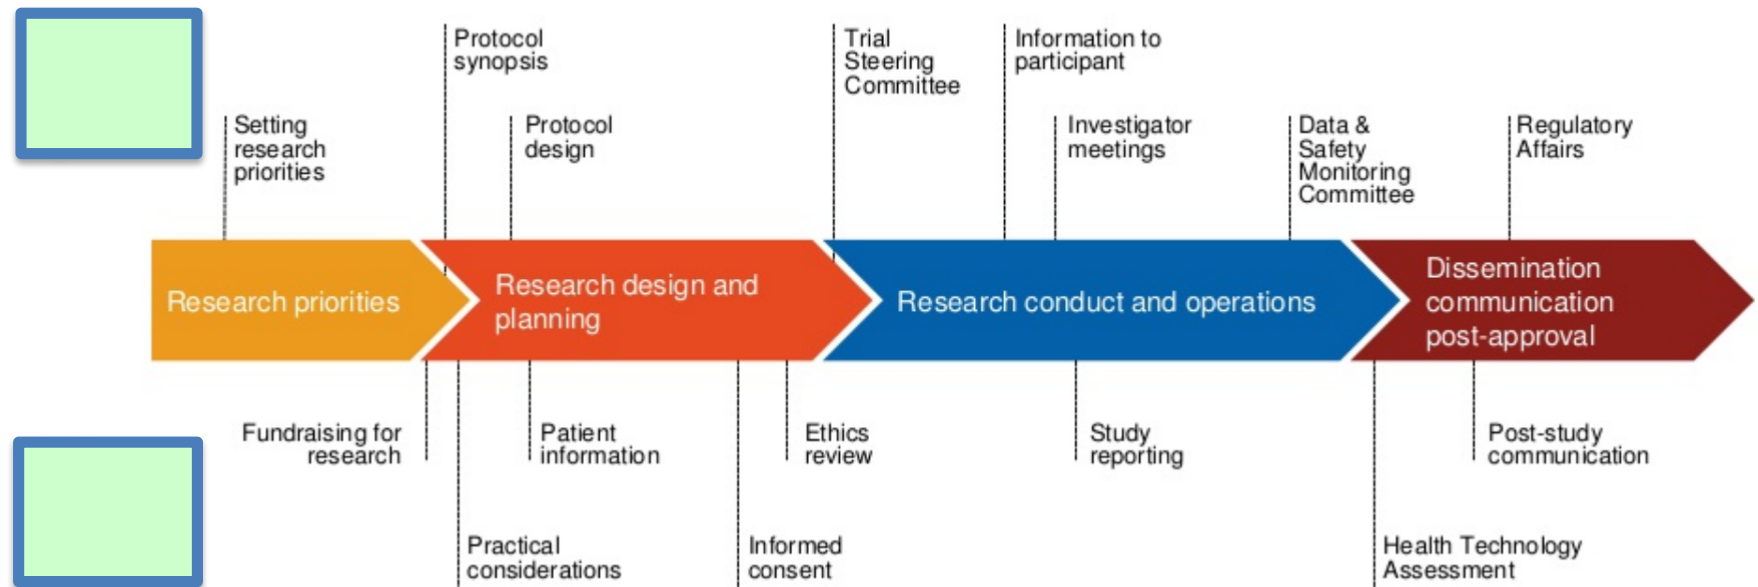 Protocol
synopsis
Trial
Steering
Committee
Information to
participant
Setting
research
priorities
Protocol
design
Investigator
meetings
Data &
Safety
Monitoring
Committee
Regulatory
Affairs
Research priorities
Research design and
planning
Research conduct and operations
Dissemination
communication
post-approval
Fundraising for
research
Patient
information
Ethics
review
Study
reporting
Post-study
communication
Practical
considerations
Informed
consent
Health Technology
Assessment